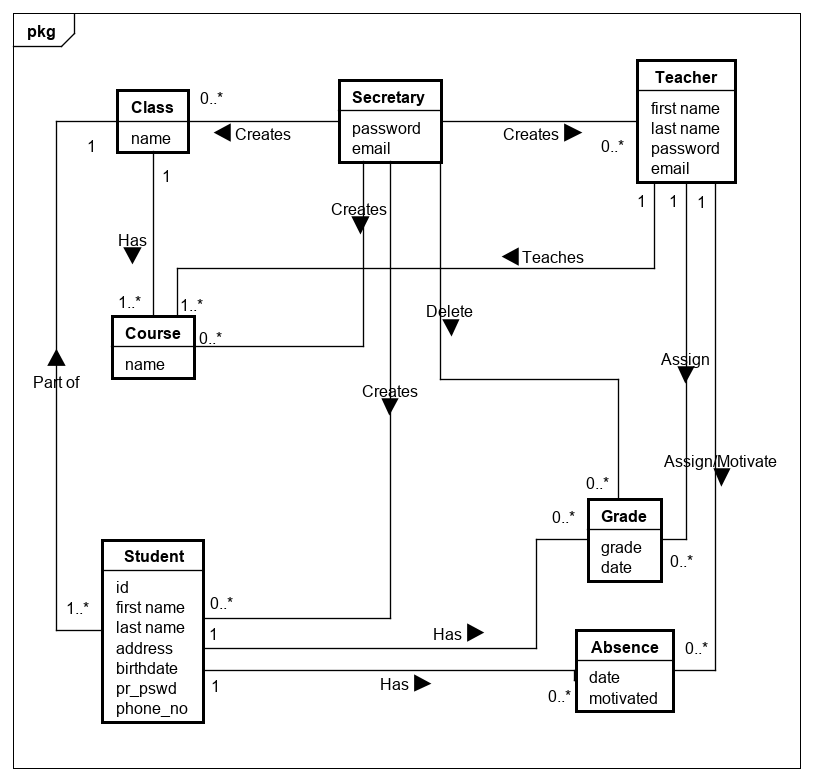 pkg
Class
name
0..*
1
1
Creates
Secretary
password
email
Creates
0..*
Teacher
first name
last name
password
email
1
1
1
Creates
Has
Teaches
1..*
1..*
Course
name
0..*
Delete
Part of
Creates
Assign
Assign/Motivate
0..*
0..*
Grade
grade
date
0..*
Student
id
first name
last name
address
birthdate
pr_pswd
phone_no
1..*
0..*
1
Has
1
Has
0..*
Absence
date
motivated
0..*